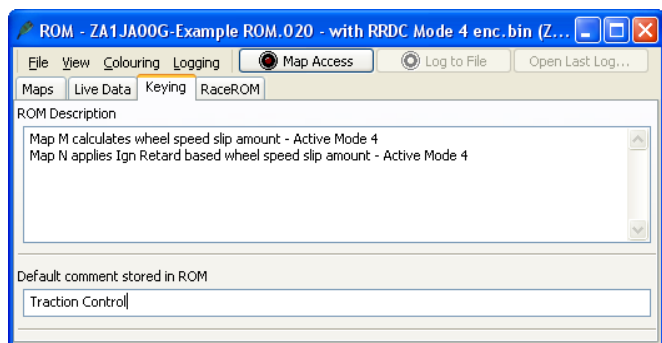 ROM - ZA1JA00G-Example ROM.020 - with RRDC Mode 4 enc.bin (Z...
File View Colouring Logging Map Access Log to File Open Last Log...
Maps Live Data Keying RaceROM
ROM Description
Map M calculates wheel speed slip amount - Active Mode 4
Map N applies Ign Retard based wheel speed slip amount - Active Mode 4
Default comment stored in ROM
Traction Control